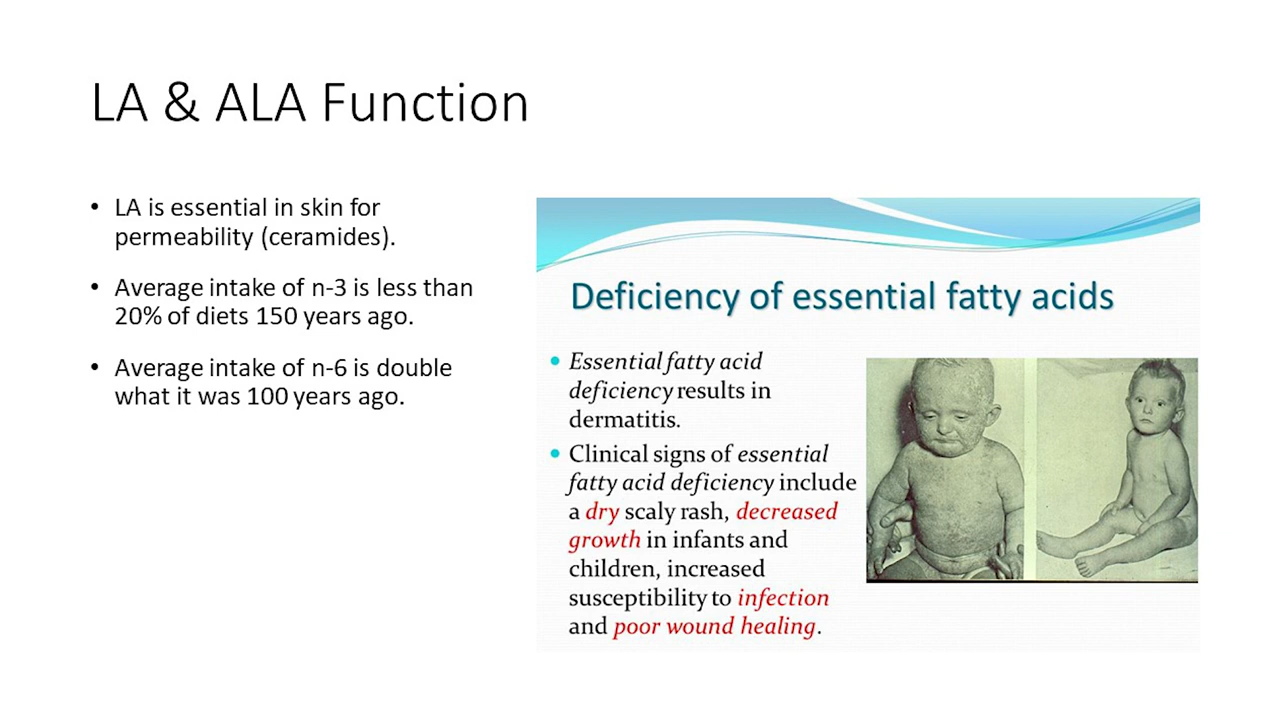 LA & ALA Function
• LA is essential in skin for
permeability (ceramides).
• Average intake of n-3 is less than
20% of diets 150 years ago.
• Average intake of n-6 is double
what it was 100 years ago.
Deficiency of essential fatty acids
• Essential fatty acid
deficiency results in
dermatitis.
• Clinical signs of essential
fatty acid deficiency include
a dry scaly rash, decreased
growth in infants and
children, increased
susceptibility to infection
and poor wound healing.